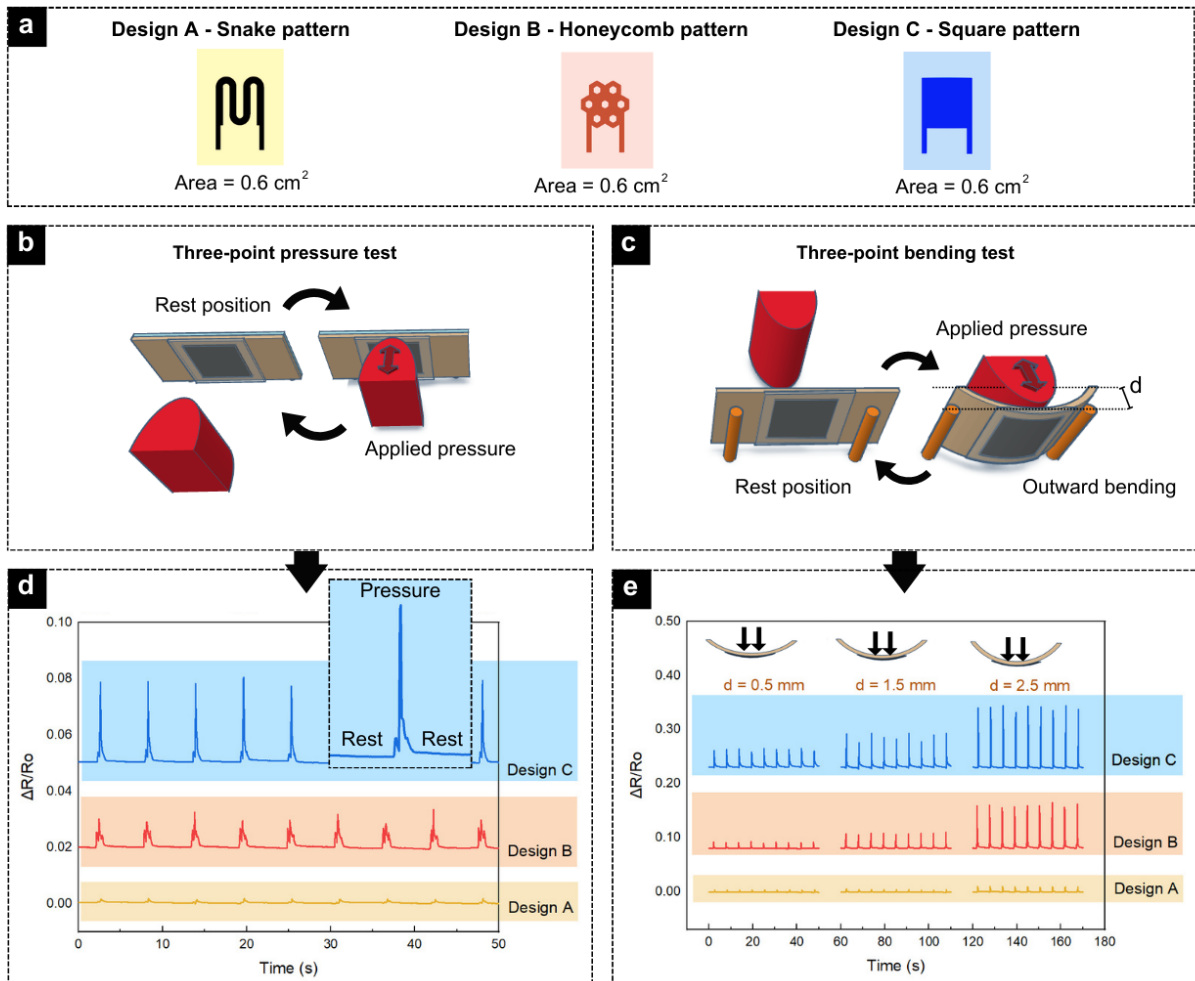 a
Design A - Snake pattern
Design B - Honeycomb pattern
Design C - Square pattern
Area = 0.6 cm²
Area = 0.6 cm²
Area = 0.6 cm²
b
Three-point pressure test
Rest position
Applied pressure
c
Three-point bending test
Applied pressure
d
Rest position
Outward bending
d
Pressure
Rest
Rest
Design C
Design B
Design A
ΔR/Ro
0.10
0.08
0.06
0.04
0.02
0.00
0
10
20
30
40
50
Time (s)
e
d = 0.5 mm
d = 1.5 mm
d = 2.5 mm
Design C
Design B
Design A
ΔR/Ro
0.50
0.40
0.30
0.20
0.10
0.00
0
20
40
60
80
100
120
140
160
180
Time (s)